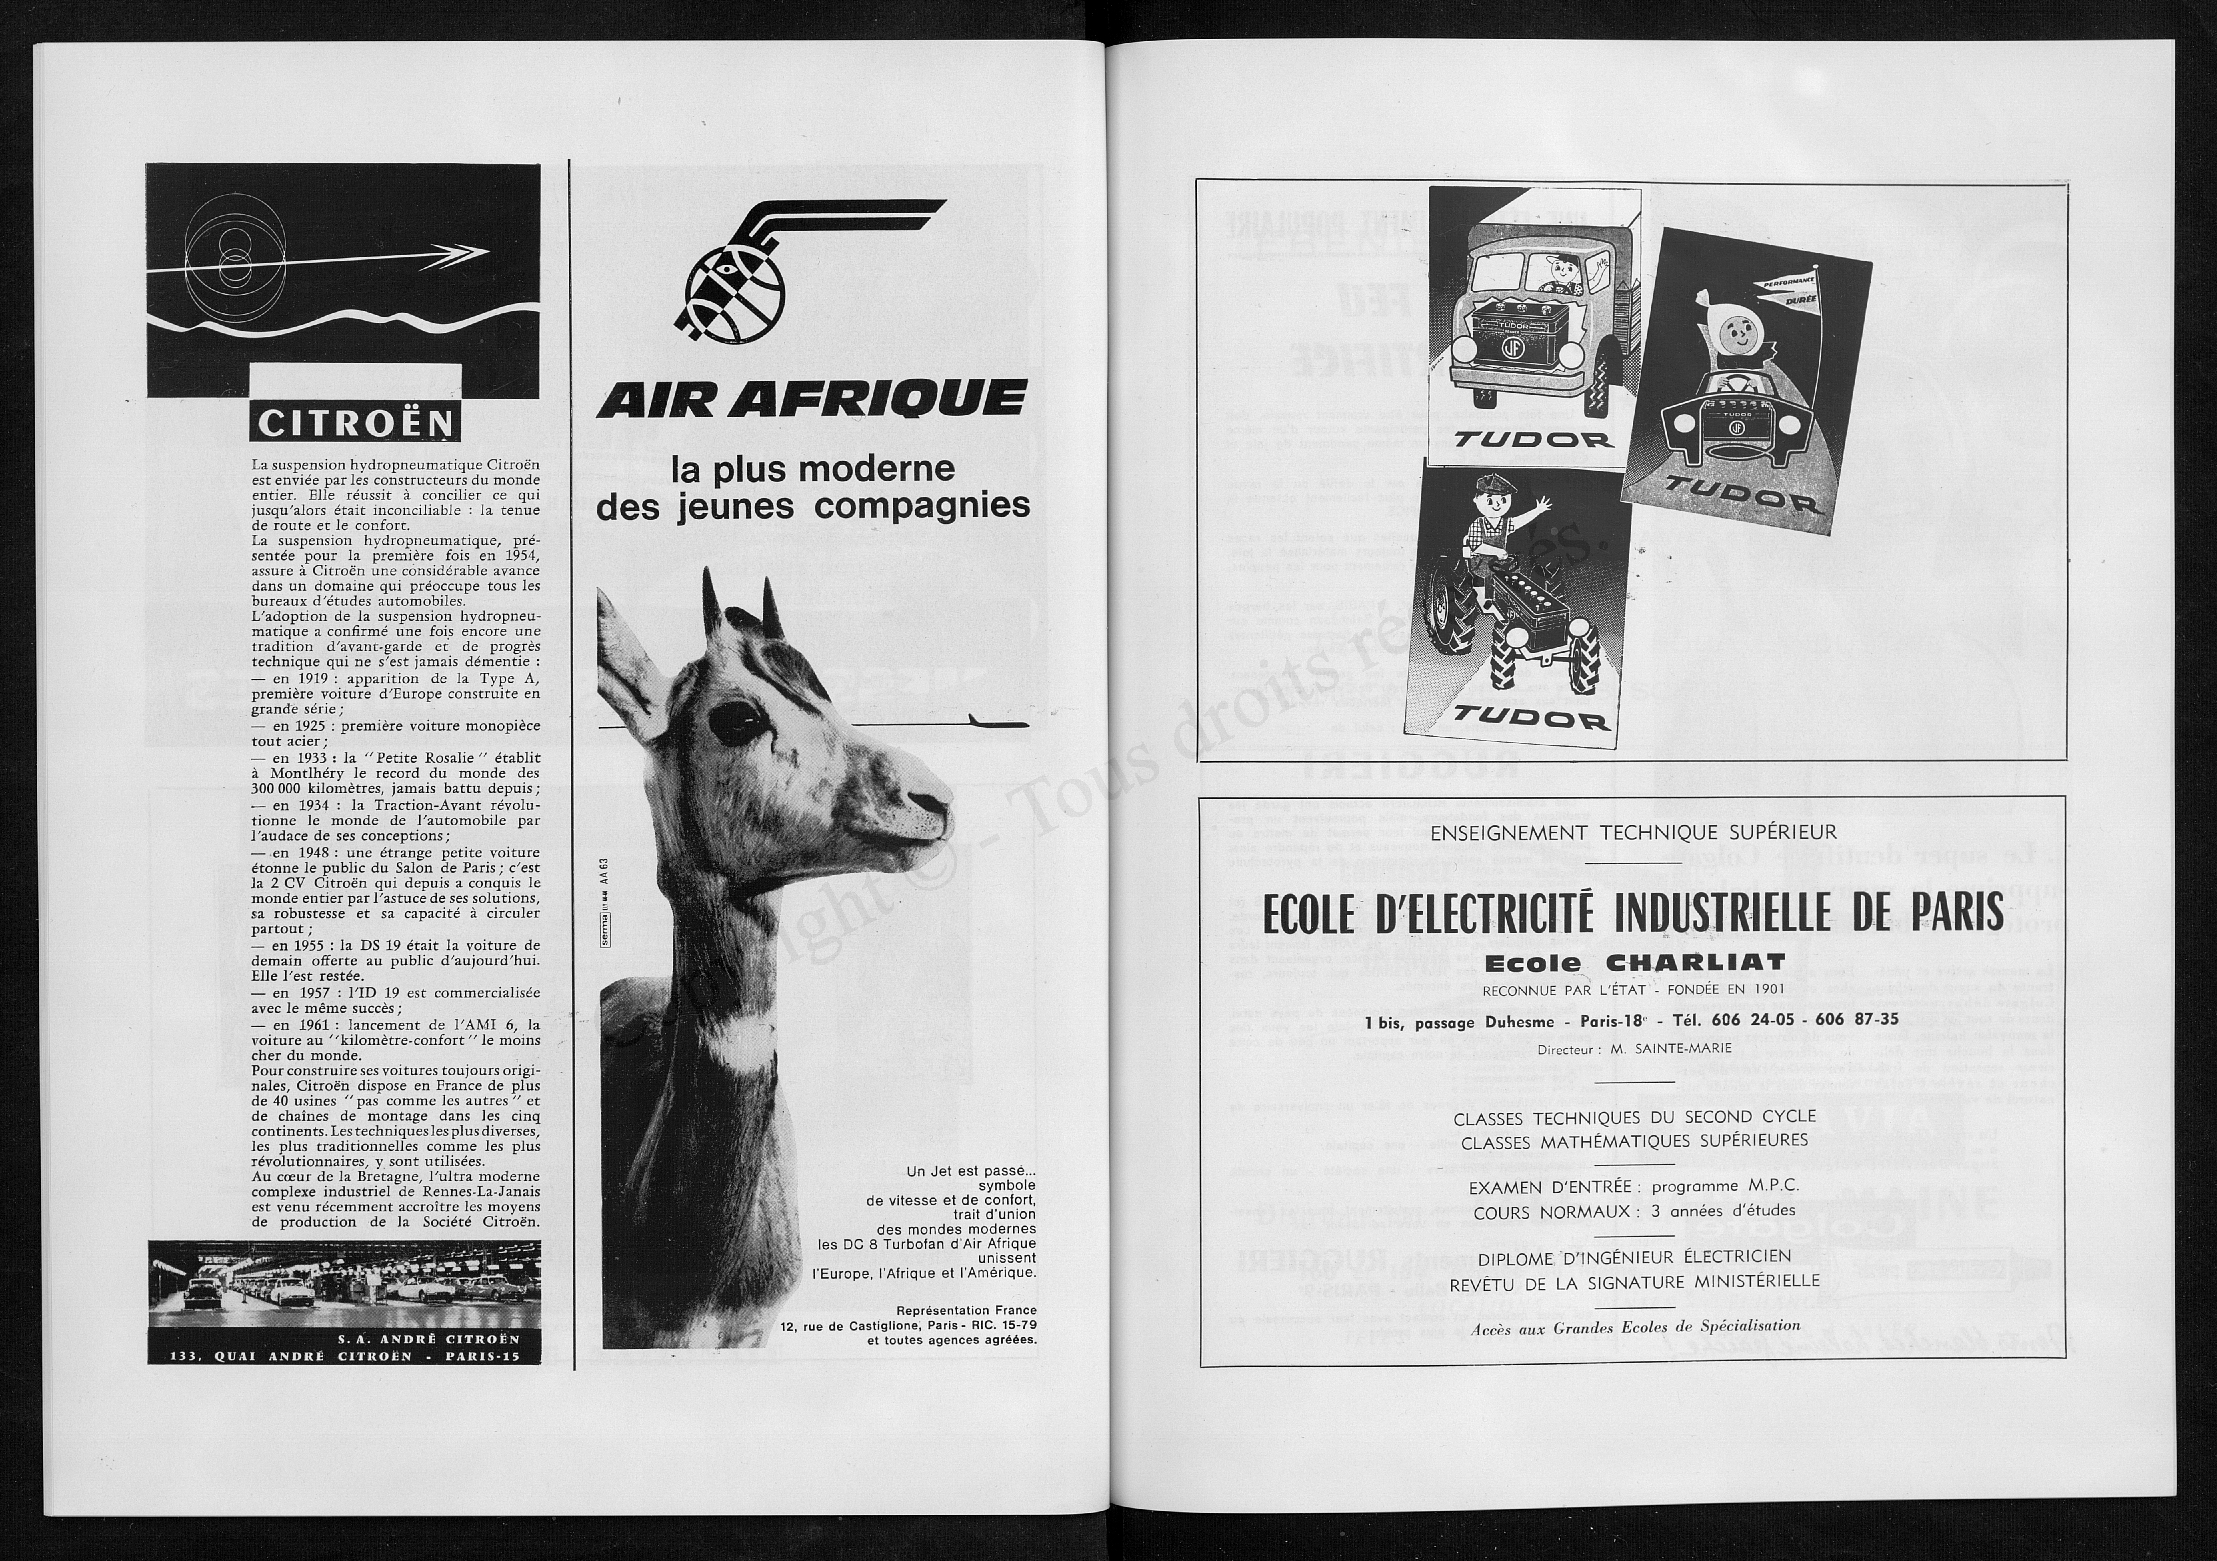 CITROËN
La suspension hydropneumatique Citroën
est enviée par les constructeurs du monde
entier. Elle réussit à concilier ce qui
jusqu'alors était inconciliable : la tenue
de route et le confort.
La suspension hydropneumatique, pré-
sentée pour la première fois en 1954,
assure à Citroën une considérable avance
dans un domaine qui préoccupe tous les
bureaux d'études automobiles.
L'adoption de la suspension hydropneu-
matique a confirmé une fois encore une
tradition d'avant-garde et de progrès
technique qui ne s'est jamais démentie :
— en 1919 : apparition de la Type A,
première voiture d'Europe construite en
grande série ;
— en 1925 : première voiture monopièce
tout acier ;
— en 1933 : la "Petite Rosalie" établit
à Montlhéry le record du monde des
300 000 kilomètres, jamais battu depuis ;
— en 1934 : la Traction-Avant révolu-
tionne le monde de l'automobile par
l'audace de ses conceptions ;
— en 1948 : une étrange petite voiture
étonne le public du Salon de Paris ; c'est
la 2 CV Citroën qui depuis a conquis le
monde entier par l'astuce de ses solutions,
sa robustesse et sa capacité à circuler
partout ;
— en 1955 : la DS 19 était la voiture de
demain offerte au public d'aujourd'hui.
Elle l'est restée.
— en 1957 : l'ID 19 est commercialisée
avec le même succès ;
— en 1961 : lancement de l'AMI 6, la
voiture au "kilomètre-confort" le moins
cher du monde.
Pour construire ses voitures toujours origi-
nales, Citroën dispose en France de plus
de 40 usines "pas comme les autres" et
de chaînes de montage dans les cinq
continents. Les techniques les plus diverses,
les plus traditionnelles comme les plus
révolutionnaires, y sont utilisées.
Au cœur de la Bretagne, l'ultra moderne
complexe industriel de Rennes-La-Janais
est venu récemment accroître les moyens
de production de la Société Citroën.
S. A. ANDRÉ CITROËN
133, QUAI ANDRÉ CITROËN - PARIS-15
AIR AFRIQUE
la plus moderne
des jeunes compagnies
AA 63
Un Jet est passé...
symbole
de vitesse et de confort,
trait d'union
des mondes modernes
les DC 8 Turbofan d'Air Afrique
unissent
l'Europe, l'Afrique et l'Amérique.
Représentation France
12, rue de Castiglione, Paris - RIC. 15-79
et toutes agences agréées.
TUDOR
TUDOR
PERFORMANCE
DURÉE
TUDOR
TUDOR
TUDOR
Copyright © - Tous droits réservés.
ENSEIGNEMENT TECHNIQUE SUPÉRIEUR
ECOLE D'ELECTRICITÉ INDUSTRIELLE DE PARIS
Ecole CHARLIAT
RECONNUE PAR L'ÉTAT - FONDÉE EN 1901
1 bis, passage Duhesme - Paris-18e - Tél. 606 24-05 - 606 87-35
Directeur : M. SAINTE-MARIE
CLASSES TECHNIQUES DU SECOND CYCLE
CLASSES MATHÉMATIQUES SUPÉRIEURES
EXAMEN D'ENTRÉE : programme M.P.C.
COURS NORMAUX : 3 années d'études
DIPLOME D'INGÉNIEUR ÉLECTRICIEN
REVÊTU DE LA SIGNATURE MINISTÉRIELLE
Accès aux Grandes Ecoles de Spécialisation